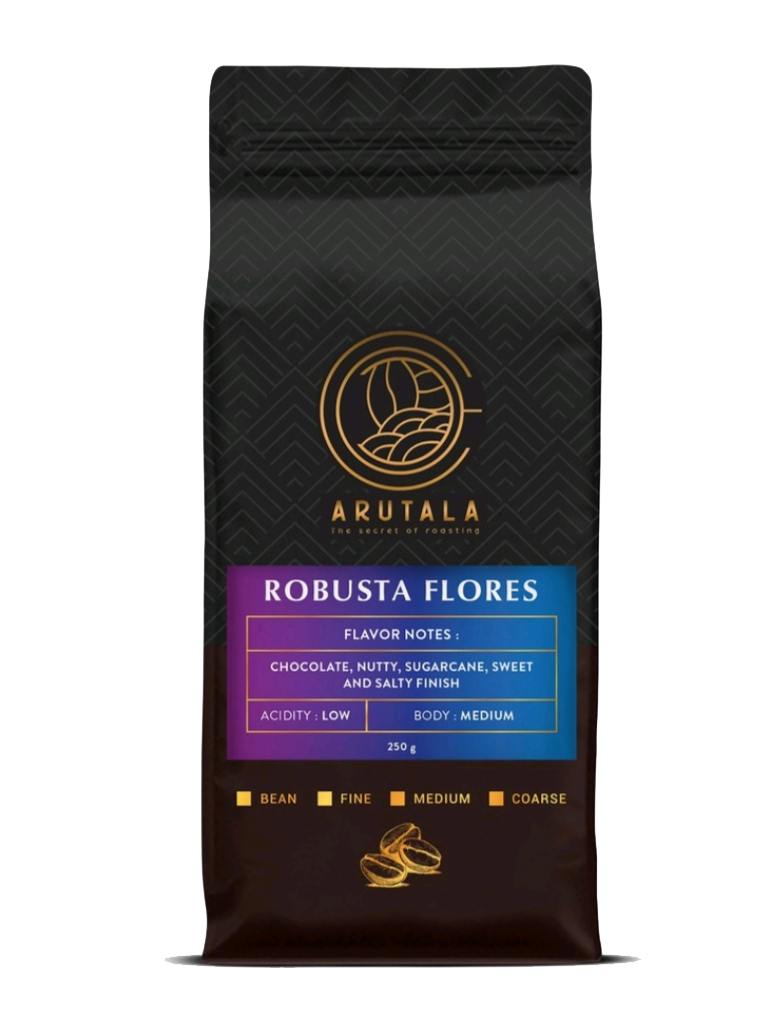 ARUTALA
The secret of roasting
ROBUSTA FLORES
FLAVOR NOTES :
CHOCOLATE, NUTTY, SUGARCANE, SWEET
AND SALTY FINISH
ACIDITY : LOW
BODY : MEDIUM
250 g
BEAN
FINE
MEDIUM
COARSE